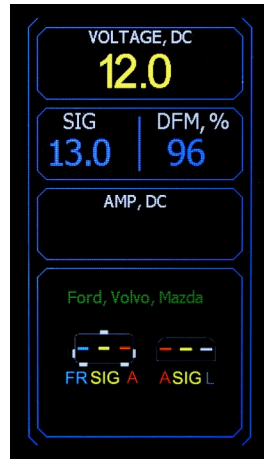 VOLTAGE, DC
12.0
SIG DFM, %
13.0 96
AMP, DC
Ford, Volvo, Mazda
FR SIG A A SIG L